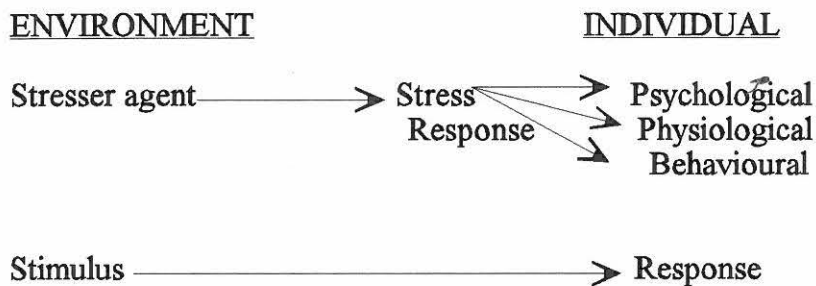 ENVIRONMENT INDIVIDUAL
Stresser agent Stress Psychological
Response Physiological
Behavioural
Stimulus Response